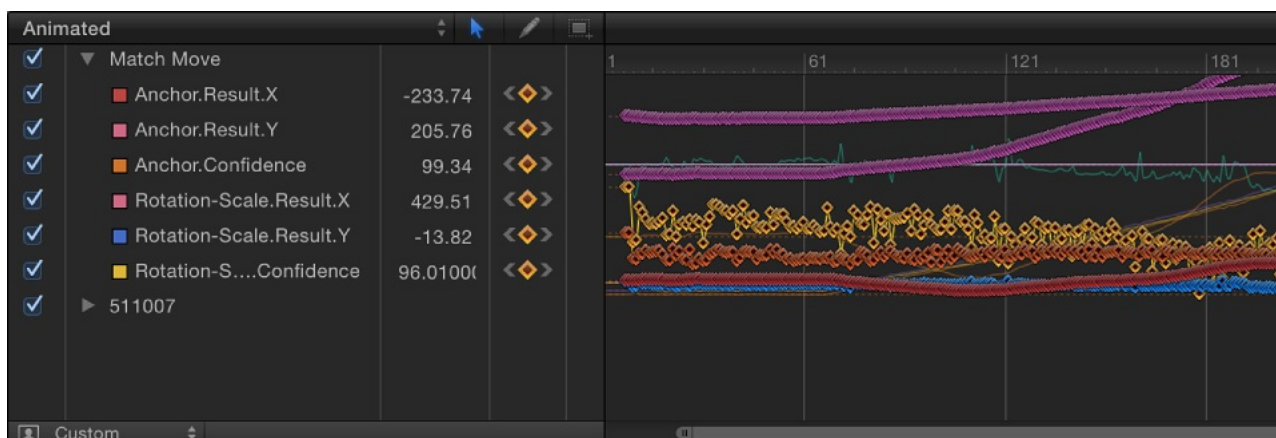 Animated
Match Move
1 61 121 181
Anchor.Result.X -233.74
Anchor.Result.Y 205.76
Anchor.Confidence 99.34
Rotation-Scale.Result.X 429.51
Rotation-Scale.Result.Y -13.82
Rotation-S....Confidence 96.0100
511007
Custom